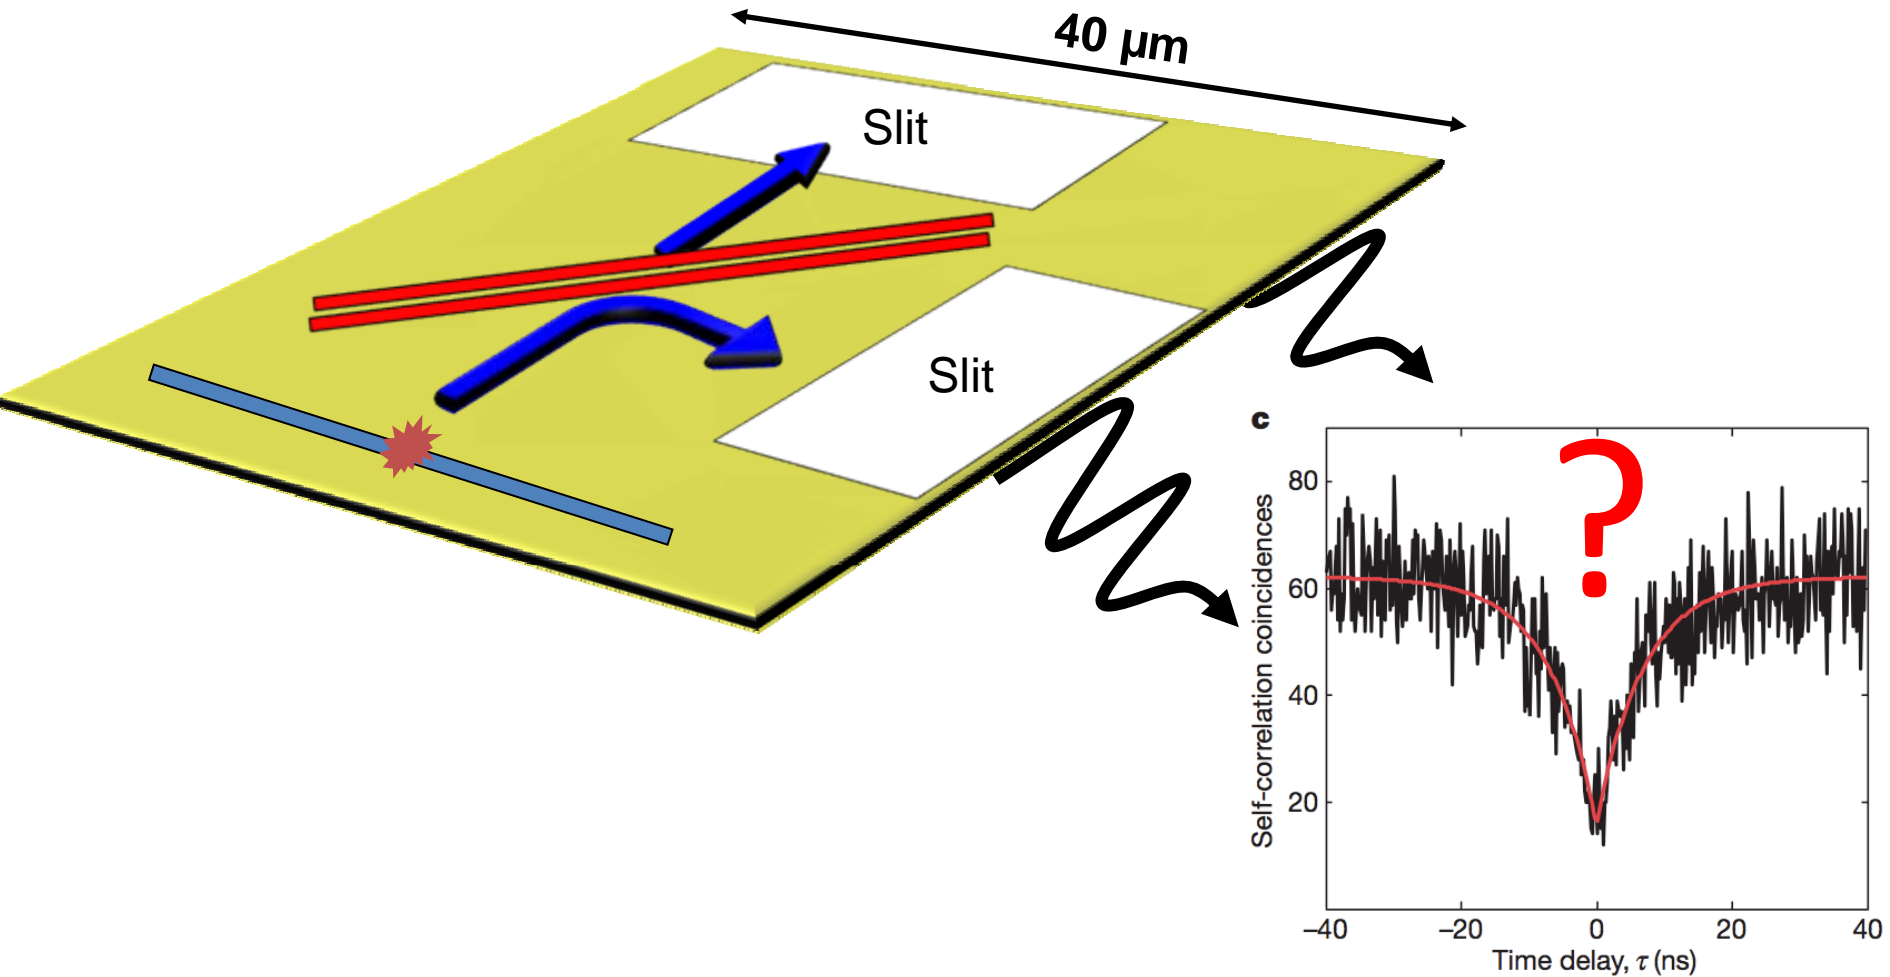 40 µm
Slit
Slit
c
?
80
60
40
20
Self-correlation coincidences
–40
–20
0
20
40
Time delay, τ (ns)